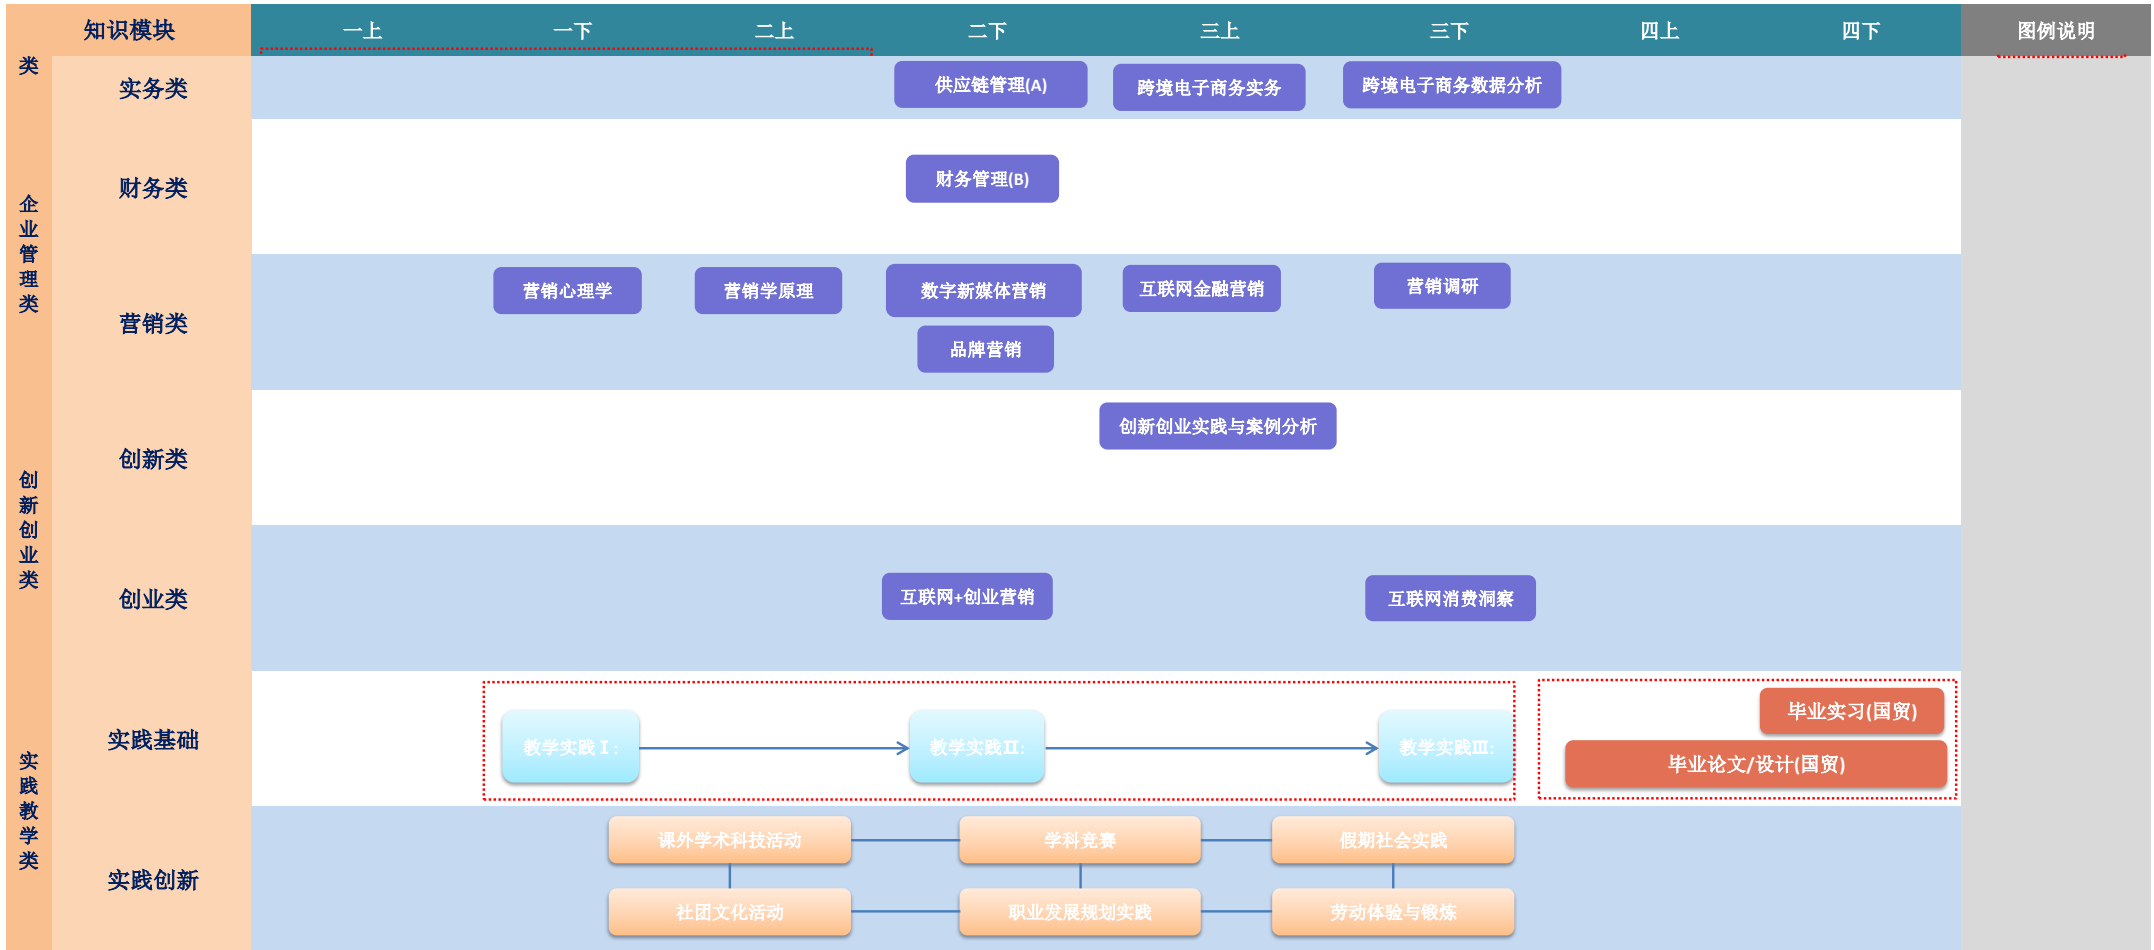 知识模块
一上
一下
二上
二下
三上
三下
四上
四下
图例说明
类
实务类
供应链管理(A)
跨境电子商务实务
跨境电子商务数据分析
企业管理类
财务类
财务管理(B)
营销类
营销心理学
营销学原理
数字新媒体营销
互联网金融营销
营销调研
品牌营销
创新创业类
创新类
创新创业实践与案例分析
创业类
互联网+创业营销
互联网消费洞察
实践教学类
实践基础
教学实践Ⅰ:
教学实践Ⅱ:
教学实践Ⅲ:
毕业实习(国贸)
毕业论文/设计(国贸)
实践创新
课外学术科技活动
学科竞赛
假期社会实践
社团文化活动
职业发展规划实践
劳动体验与锻炼